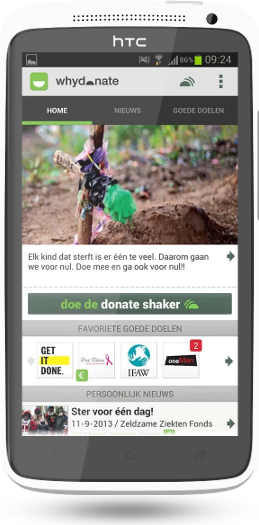 hTC
86% 09:24
whydonate
HOME NIEUWS GOEDE DOELEN
Elk kind dat sterft is er één te veel. Daarom gaan
we voor nul. Doe mee en ga ook voor nul!!
doe de donate shaker
FAVORIETE GOEDE DOELEN
GET
IT
DONE.
Pink Ribbon
€
IFAW
oneMen
2
PERSOONLIJK NIEUWS
Ster voor één dag!
11-9-2013 / Zeldzame Ziekten Fonds